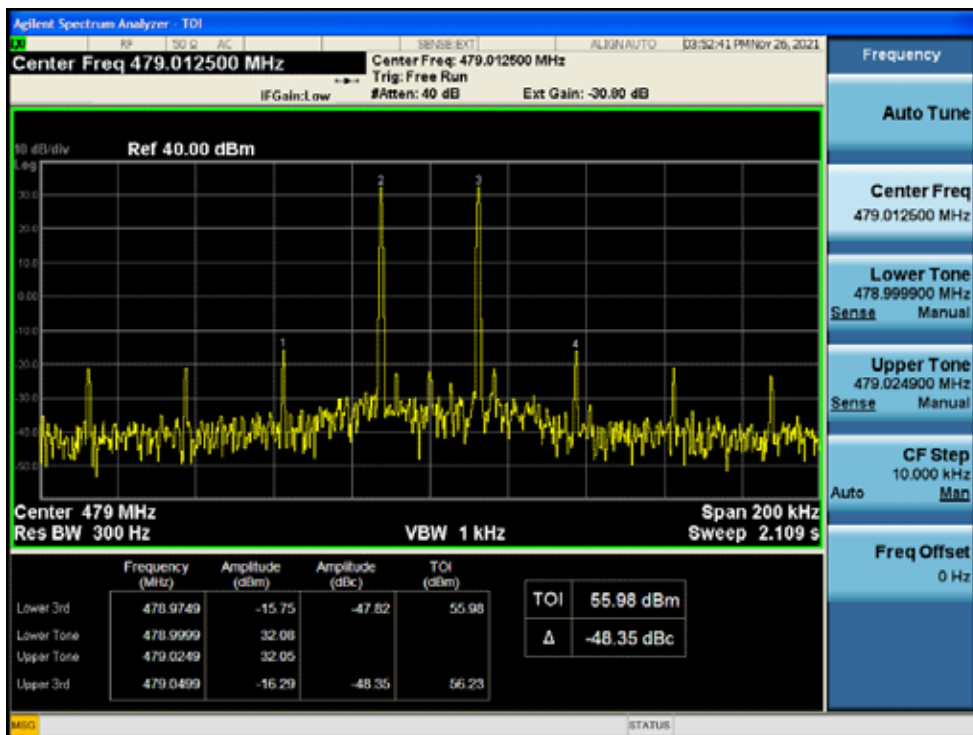 Agilent Spectrum Analyzer - TOI
LXI RF 50 Ω AC SENSE:EXT ALIGNAUTO 03:52:41 PM Nov 26, 2021
Center Freq 479.012500 MHz
Center Freq: 479.012500 MHz
Trig: Free Run
IFGain:Low #Atten: 40 dB Ext Gain: -30.80 dB
10 dB/div Ref 40.00 dBm
Log
30.0
20.0
10.0
0.00
-10.0
-20.0
-30.0
-40.0
-50.0
1
2
3
4
Center 479 MHz Span 200 kHz
Res BW 300 Hz VBW 1 kHz Sweep 2.109 s
Frequency Amplitude Amplitude TOI
(MHz) (dBm) (dBc) (dBm)
Lower 3rd 478.9749 -15.75 -47.82 55.98
Lower Tone 478.9999 32.08
Upper Tone 479.0249 32.05
Upper 3rd 479.0499 -16.29 -48.35 56.23
TOI 55.98 dBm
Δ -48.35 dBc
Frequency
Auto Tune
Center Freq
479.012500 MHz
Lower Tone
478.999900 MHz
Sense Manual
Upper Tone
479.024900 MHz
Sense Manual
CF Step
10.000 kHz
Auto Man
Freq Offset
0 Hz
MSG STATUS